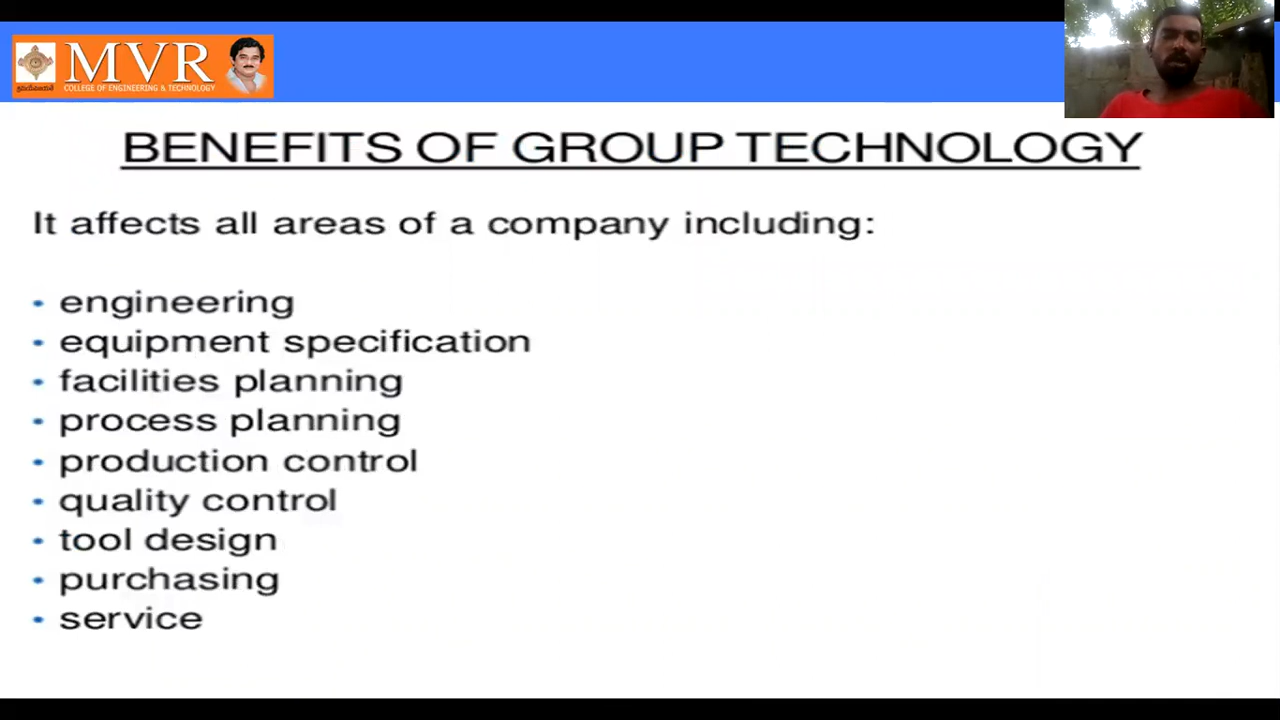 MVR
COLLEGE OF ENGINEERING & TECHNOLOGY
BENEFITS OF GROUP TECHNOLOGY
It affects all areas of a company including:
• engineering
• equipment specification
• facilities planning
• process planning
• production control
• quality control
• tool design
• purchasing
• service